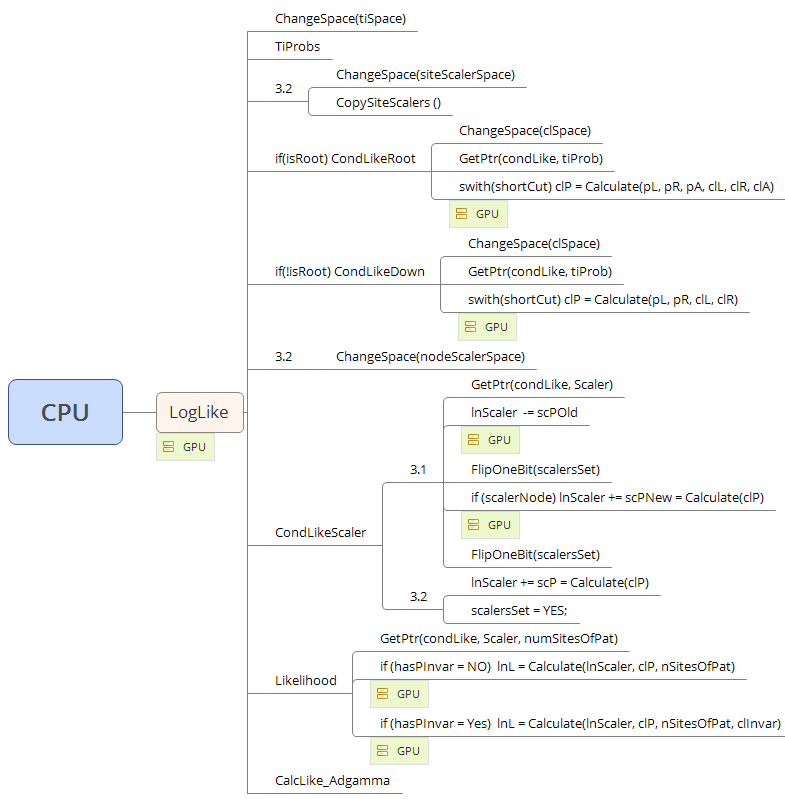 ChangeSpace(tiSpace)
TiProbs
3.2
ChangeSpace(siteScalerSpace)
CopySiteScalers ()
if(isRoot) CondLikeRoot
ChangeSpace(clSpace)
GetPtr(condLike, tiProb)
swith(shortCut) clP = Calculate(pL, pR, pA, clL, clR, clA)
GPU
if(!isRoot) CondLikeDown
ChangeSpace(clSpace)
GetPtr(condLike, tiProb)
swith(shortCut) clP = Calculate(pL, pR, clL, clR)
GPU
3.2 ChangeSpace(nodeScalerSpace)
CPU
LogLike
GPU
CondLikeScaler
3.1
GetPtr(condLike, Scaler)
lnScaler -= scPOld
GPU
FlipOneBit(scalersSet)
if (scalerNode) lnScaler += scPNew = Calculate(clP)
GPU
FlipOneBit(scalersSet)
3.2
lnScaler += scP = Calculate(clP)
scalersSet = YES;
Likelihood
GetPtr(condLike, Scaler, numSitesOfPat)
if (hasPInvar = NO) lnL = Calculate(lnScaler, clP, nSitesOfPat)
GPU
if (hasPInvar = Yes) lnL = Calculate(lnScaler, clP, nSitesOfPat, clInvar)
GPU
CalcLike_Adgamma